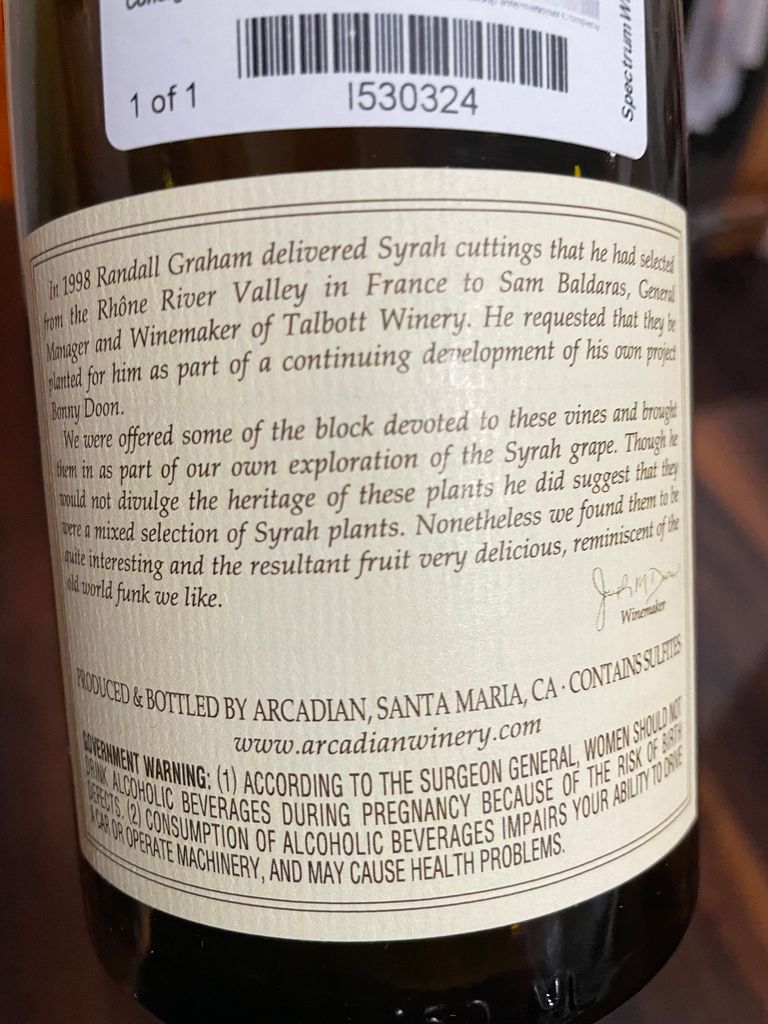 1 of 1
I530324
Spectrum W
In 1998 Randall Graham delivered Syrah cuttings that he had selected
from the Rhône River Valley in France to Sam Baldaras, General
Manager and Winemaker of Talbott Winery. He requested that they be
planted for him as part of a continuing development of his own project
Bonny Doon.
We were offered some of the block devoted to these vines and brought
them in as part of our own exploration of the Syrah grape. Though he
would not divulge the heritage of these plants he did suggest that they
were a mixed selection of Syrah plants. Nonetheless we found them to be
quite interesting and the resultant fruit very delicious, reminiscent of the
old world funk we like.
Winemaker
PRODUCED & BOTTLED BY ARCADIAN, SANTA MARIA, CA · CONTAINS SULFITES
www.arcadianwinery.com
GOVERNMENT WARNING: (1) ACCORDING TO THE SURGEON GENERAL, WOMEN SHOULD NOT
DRINK ALCOHOLIC BEVERAGES DURING PREGNANCY BECAUSE OF THE RISK OF BIRTH
DEFECTS. (2) CONSUMPTION OF ALCOHOLIC BEVERAGES IMPAIRS YOUR ABILITY TO DRIVE
A CAR OR OPERATE MACHINERY, AND MAY CAUSE HEALTH PROBLEMS.